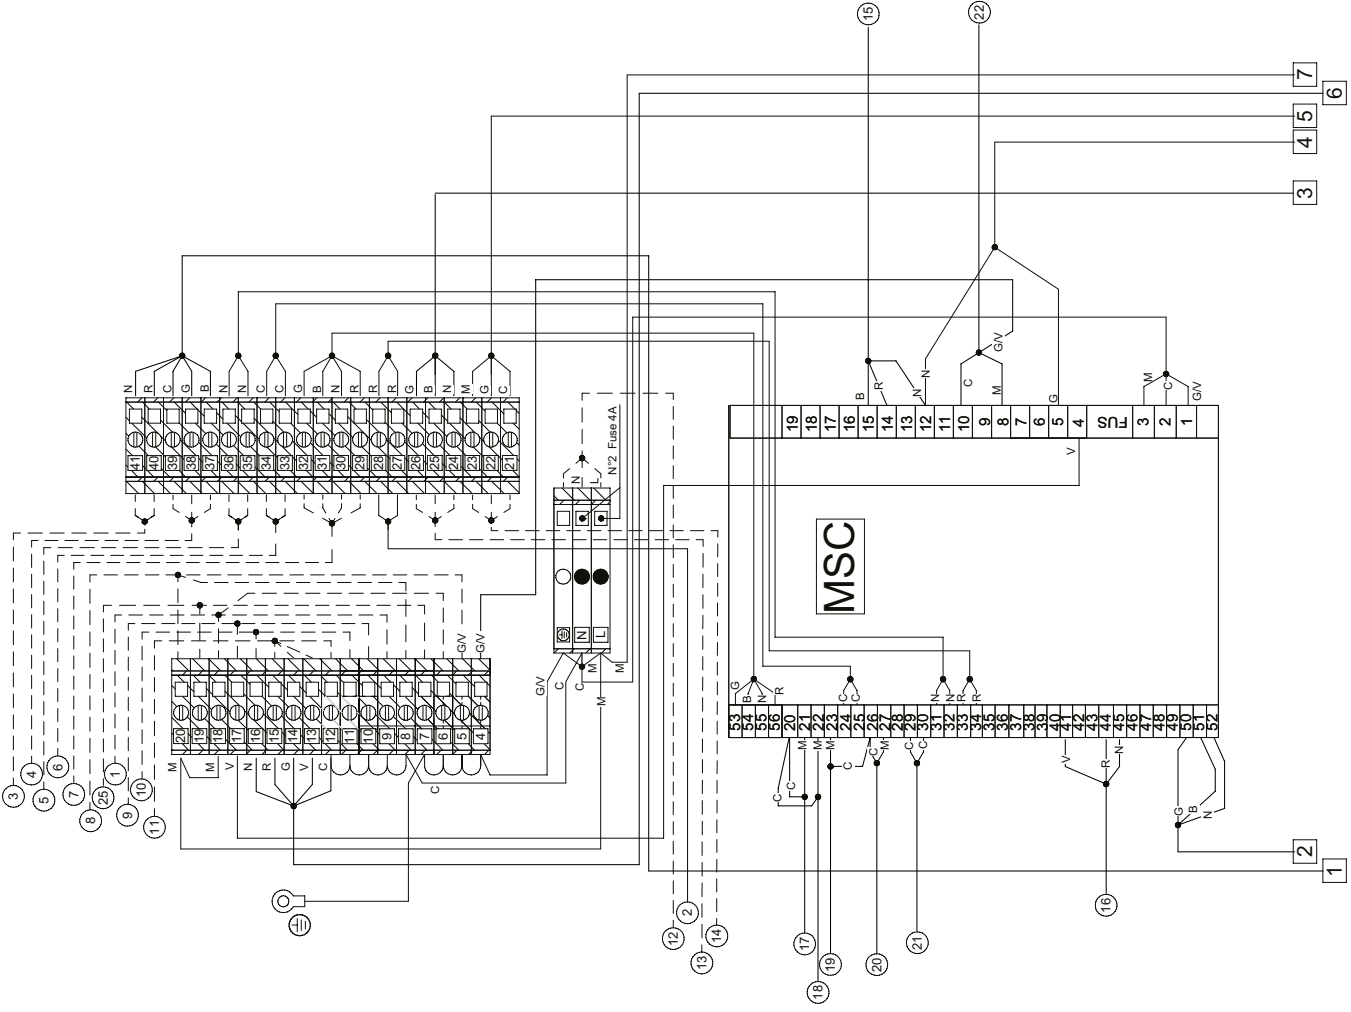 15
22
7
6
5
4
3
N R C G B N N C C G B N R R R G B N M G C
41 40 39 38 37 36 35 34 33 32 31 30 29 28 27 26 25 24 23 22 21
N
L
N°2 Fuse 4A
N
L
3
4
5
6
7
8
25
1
9
10
11
G/V
G/V
20 19 18 17 16 15 14 13 12 11 10 9 8 7 6 5 4
M M V N R G V C
C
G/V
C
C
M
M
M
12
2
13
14
MSC
B
R
N
N
C
M
G/V
G
V
M
C
G/V
19 18 17 16 15 14 13 12 11 10 9 8 7 6 5 4 FUS 3 2 1
G
B
N
R
C
C
N
N
R
R
53 54 55 56 20 21 22 23 24 25 26 27 28 29 30 31 32 33 34 35 36 37 38 39 40 41 42 43 44 45 46 47 48 49 50 51 52
C
C
M
M
M
C
C
M
C
C
V
R
N
G
B
N
17
18
19
20
21
16
2
1